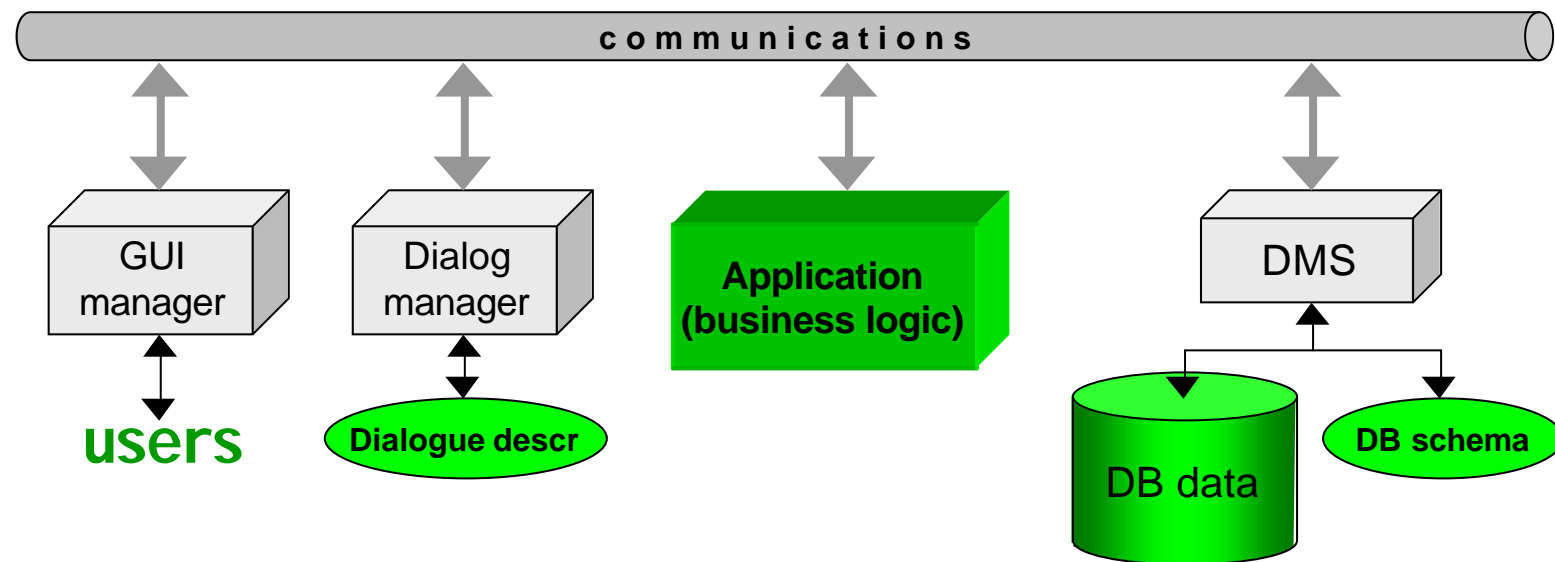 communications
GUI
manager
Dialog
manager
Application
(business logic)
DMS
users
Dialogue descr
DB data
DB schema